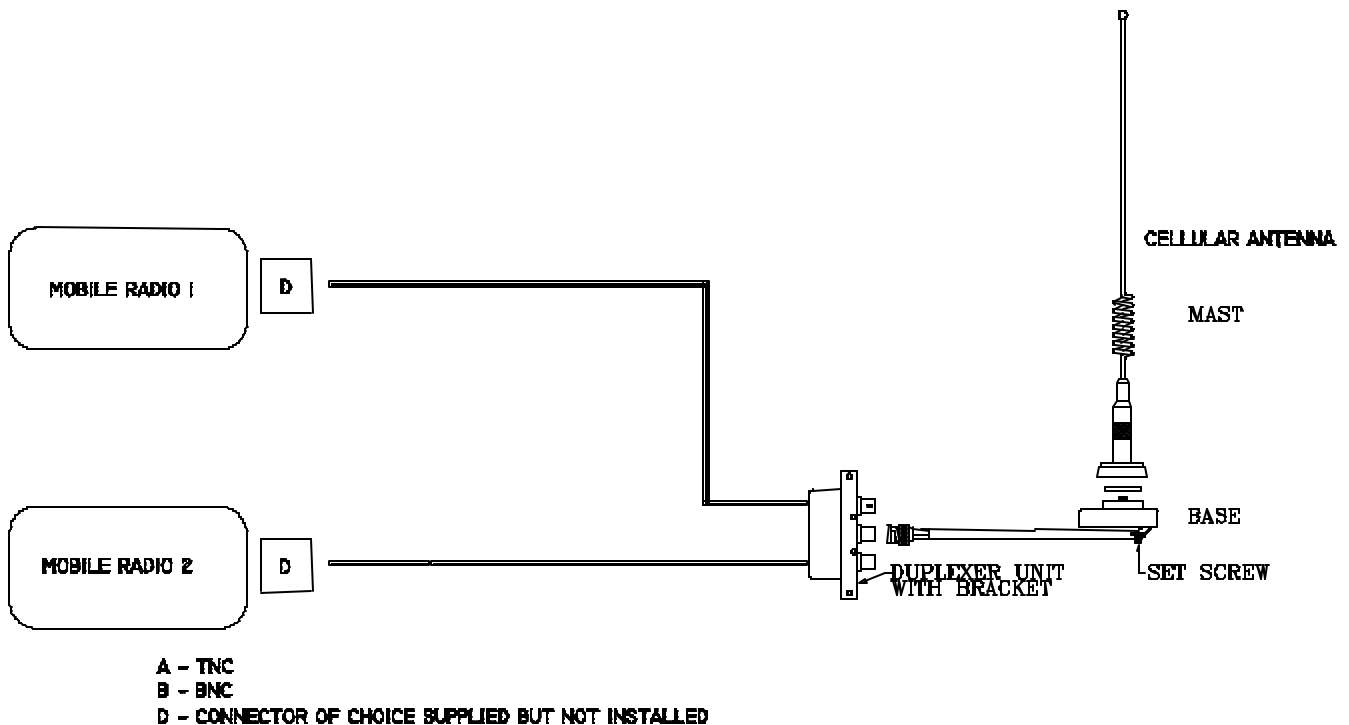 CELLULAR ANTENNA
MOBILE RADIO 1
D
MAST
BASE
MOBILE RADIO 2
D
DUPLEXER UNIT
WITH BRACKET
SET SCREW
A - TNC
B - BNC
D - CONNECTOR OF CHOICE SUPPLIED BUT NOT INSTALLED